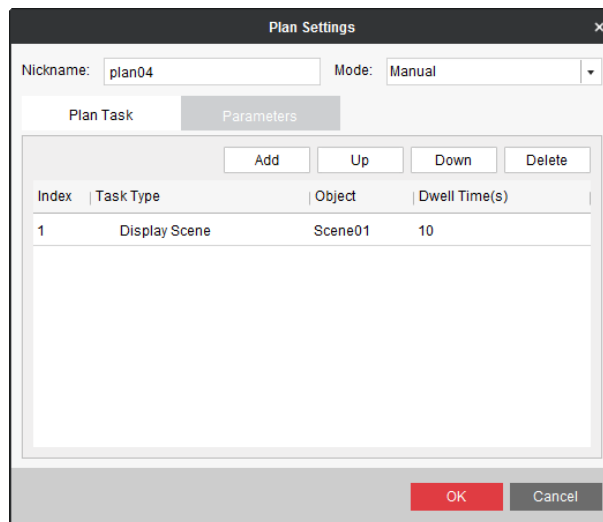 Plan Settings ×
Nickname: plan04 Mode: Manual
Plan Task Parameters
Add Up Down Delete
Index Task Type Object Dwell Time(s)
1 Display Scene Scene01 10
OK Cancel